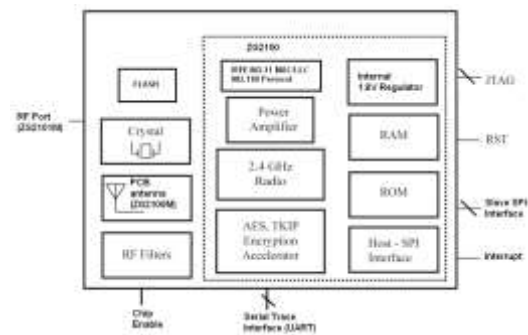 ZG2100
FLASH
Internal
1.8V Regulator
Power
Amplifier
RF Port
(ZG2101M)
Crystal
RAM
JTAG
RST
2.4 GHz
Radio
PCB
antenna
(ZG2100M)
ROM
Slave SPI
Interface
AES, TKIP
Encryption
Accelerator
RF Filters
Host - SPI
Interface
Interrupt
Chip
Enable
Serial Trace
Interface (UART)